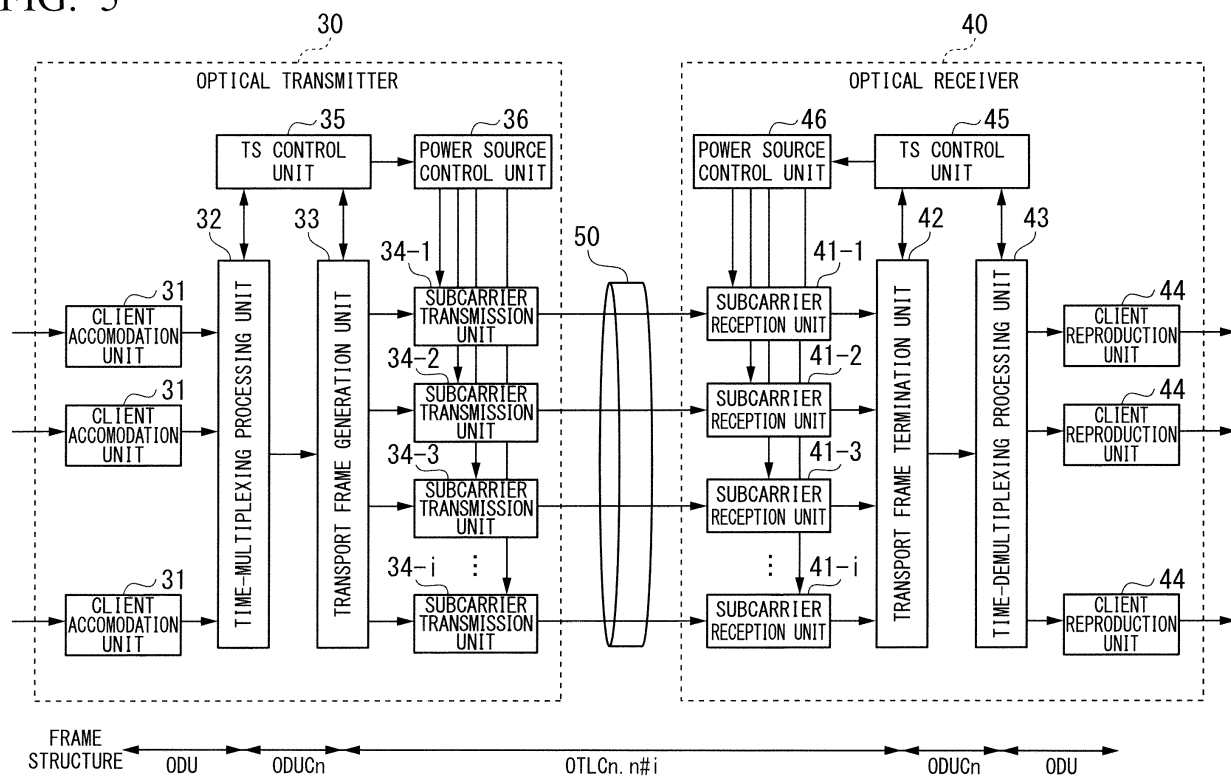 FIG. 5
30
40
OPTICAL TRANSMITTER
OPTICAL RECEIVER
35
36
46
45
TS CONTROL
UNIT
POWER SOURCE
CONTROL UNIT
POWER SOURCE
CONTROL UNIT
TS CONTROL
UNIT
32
33
34-1
50
41-1
42
43
31
CLIENT
ACCOMODATION
UNIT
31
CLIENT
ACCOMODATION
UNIT
31
CLIENT
ACCOMODATION
UNIT
TIME-MULTIPLEXING PROCESSING UNIT
TRANSPORT FRAME GENERATION UNIT
SUBCARRIER
TRANSMISSION
UNIT
34-2
SUBCARRIER
TRANSMISSION
UNIT
34-3
SUBCARRIER
TRANSMISSION
UNIT
34-i
SUBCARRIER
TRANSMISSION
UNIT
SUBCARRIER
RECEPTION UNIT
41-2
SUBCARRIER
RECEPTION UNIT
41-3
SUBCARRIER
RECEPTION UNIT
41-i
SUBCARRIER
RECEPTION UNIT
TRANSPORT FRAME TERMINATION UNIT
TIME-DEMULTIPLEXING PROCESSING UNIT
44
CLIENT
REPRODUCTION
UNIT
44
CLIENT
REPRODUCTION
UNIT
44
CLIENT
REPRODUCTION
UNIT
FRAME
STRUCTURE
ODU
ODUCn
OTLCn.n#i
ODUCn
ODU